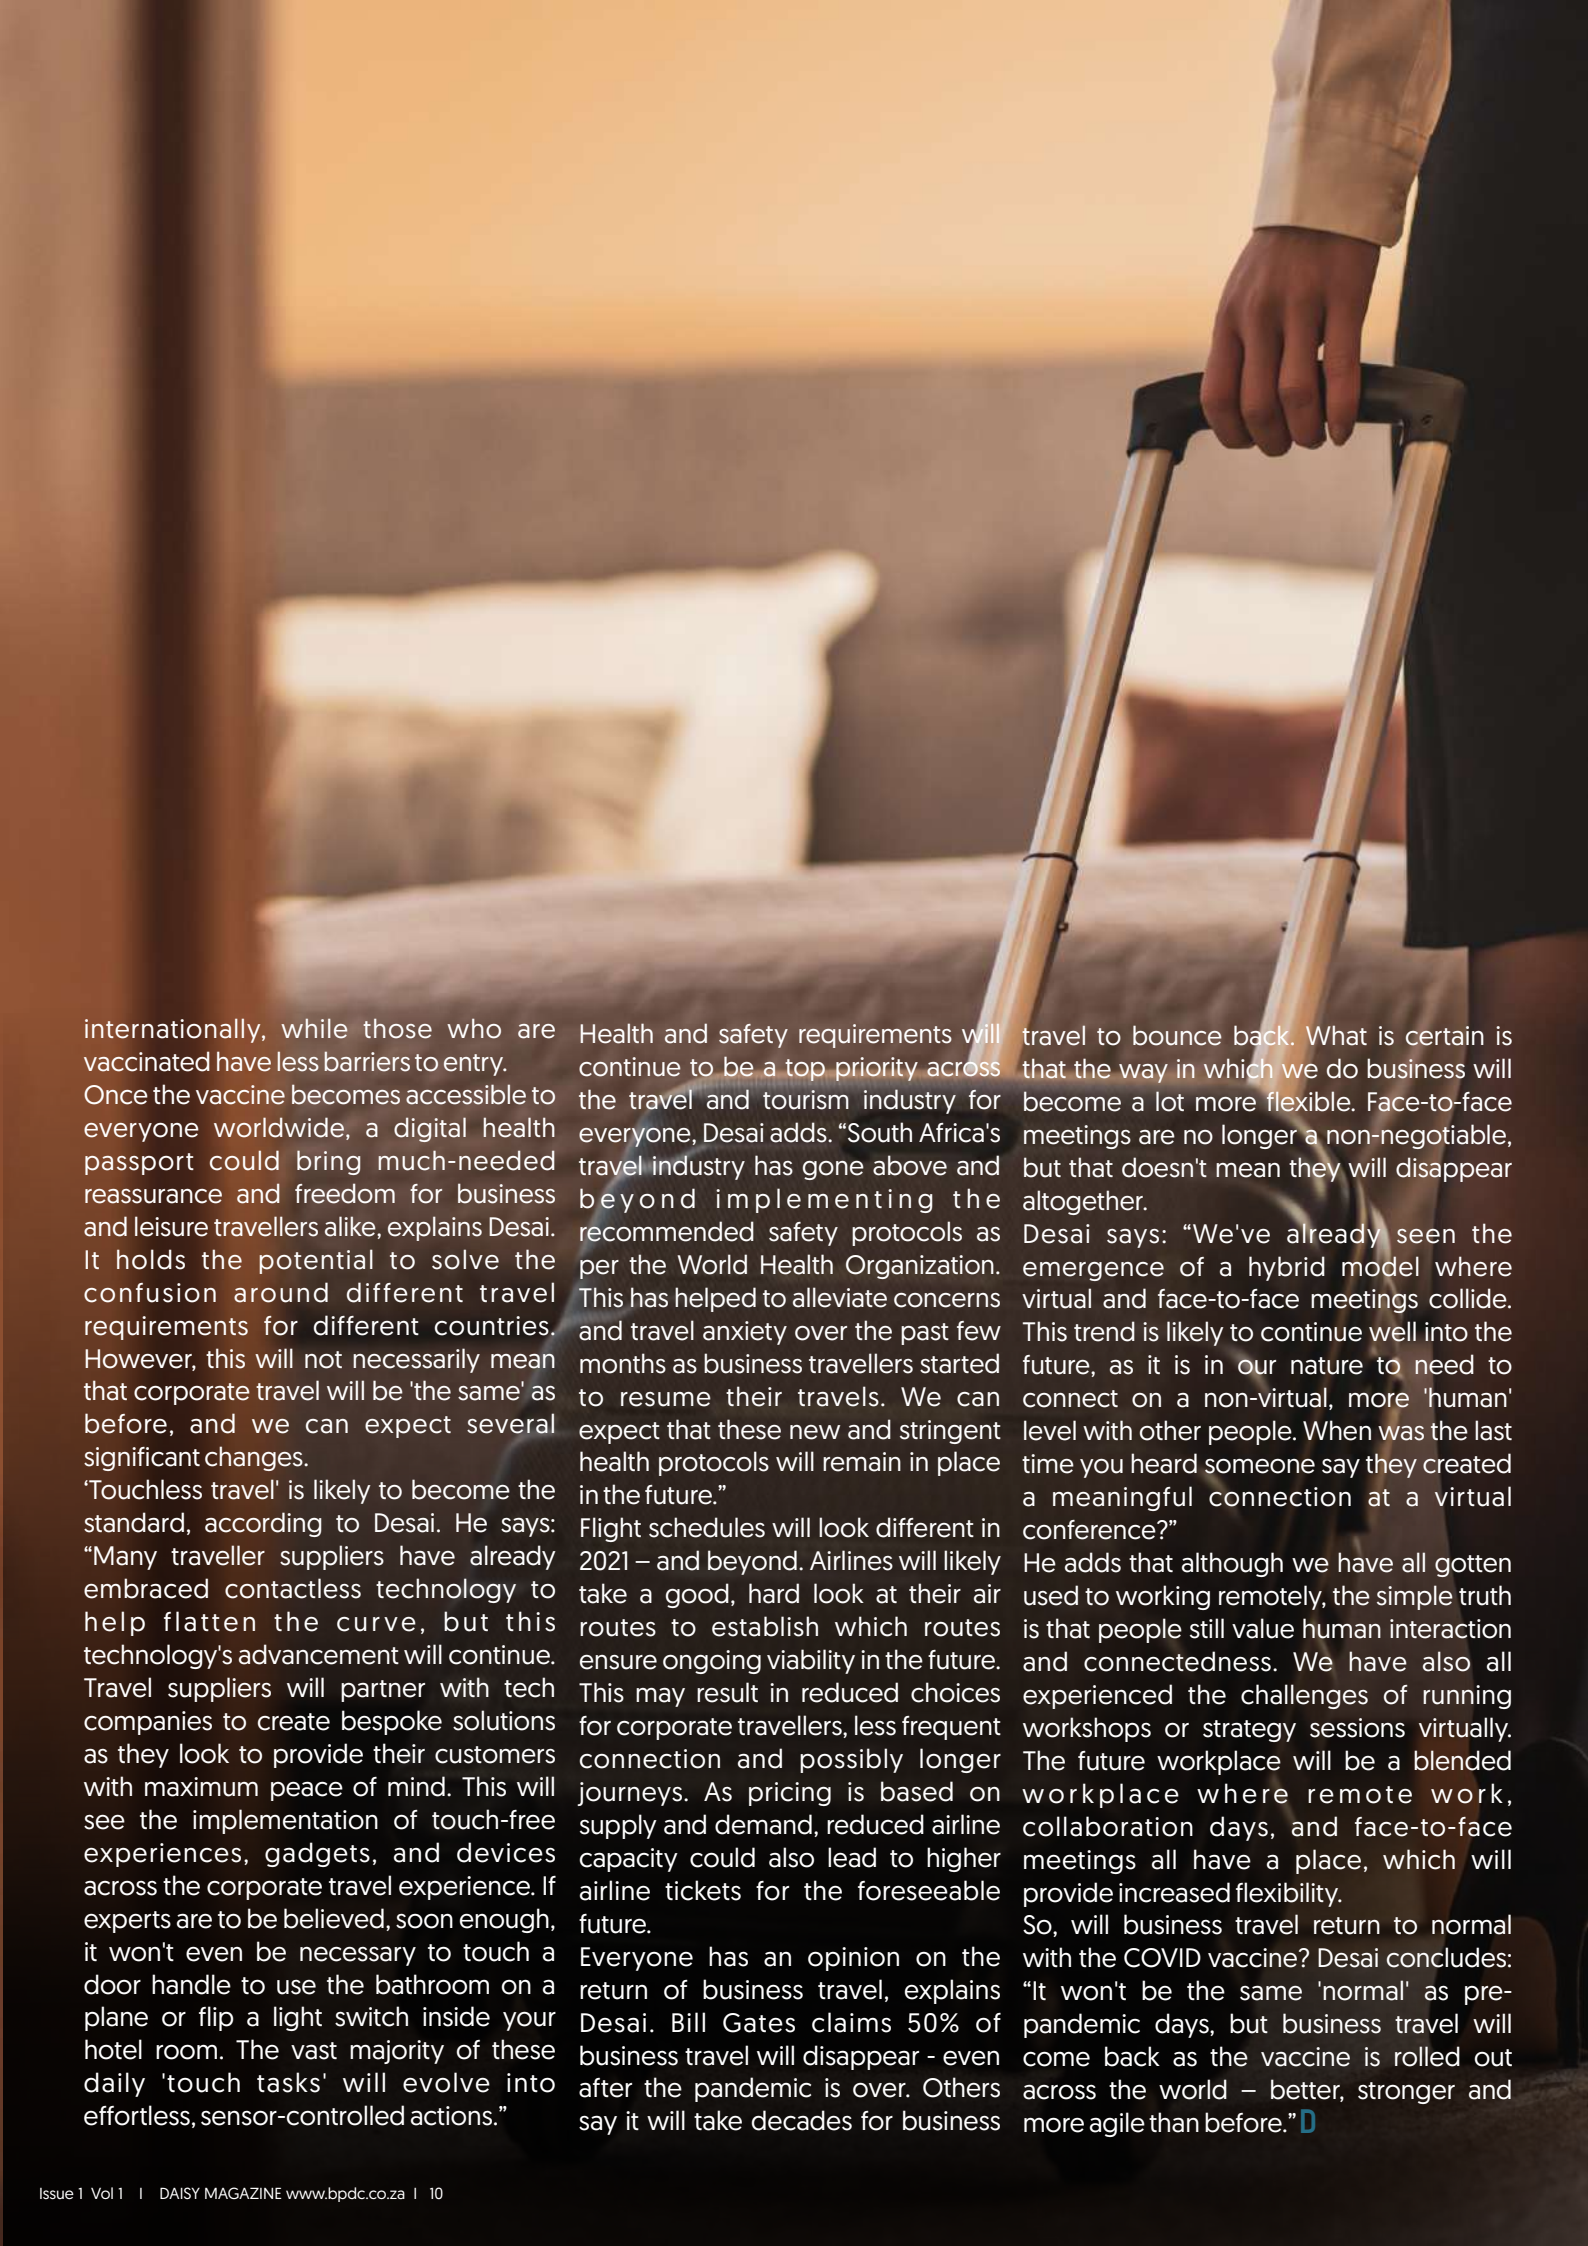 internationally, while those who are
vaccinated have less barriers to entry.
Once the vaccine becomes accessible to
everyone worldwide, a digital health
passport could bring much-needed
reassurance and freedom for business
and leisure travellers alike, explains Desai.
It holds the potential to solve the
confusion around different travel
requirements for different countries.
However, this will not necessarily mean
that corporate travel will be 'the same' as
before, and we can expect several
significant changes.
‘Touchless travel' is likely to become the
standard, according to Desai. He says:
“Many traveller suppliers have already
embraced contactless technology to
help flatten the curve, but this
technology's advancement will continue.
Travel suppliers will partner with tech
companies to create bespoke solutions
as they look to provide their customers
with maximum peace of mind. This will
see the implementation of touch-free
experiences, gadgets, and devices
across the corporate travel experience. If
experts are to be believed, soon enough,
it won't even be necessary to touch a
door handle to use the bathroom on a
plane or flip a light switch inside your
hotel room. The vast majority of these
daily 'touch tasks' will evolve into
effortless, sensor-controlled actions.”
Health and safety requirements will
continue to be a top priority across
the travel and tourism industry for
everyone, Desai adds. “South Africa's
travel industry has gone above and
beyond implementing the
recommended safety protocols as
per the World Health Organization.
This has helped to alleviate concerns
and travel anxiety over the past few
months as business travellers started
to resume their travels. We can
expect that these new and stringent
health protocols will remain in place
in the future.”
Flight schedules will look different in
2021 – and beyond. Airlines will likely
take a good, hard look at their air
routes to establish which routes
ensure ongoing viability in the future.
This may result in reduced choices
for corporate travellers, less frequent
connection and possibly longer
journeys. As pricing is based on
supply and demand, reduced airline
capacity could also lead to higher
airline tickets for the foreseeable
future.
Everyone has an opinion on the
return of business travel, explains
Desai. Bill Gates claims 50% of
business travel will disappear - even
after the pandemic is over. Others
say it will take decades for business
travel to bounce back. What is certain is
that the way in which we do business will
become a lot more flexible. Face-to-face
meetings are no longer a non-negotiable,
but that doesn't mean they will disappear
altogether.
Desai says: “We've already seen the
emergence of a hybrid model where
virtual and face-to-face meetings collide.
This trend is likely to continue well into the
future, as it is in our nature to need to
connect on a non-virtual, more 'human'
level with other people. When was the last
time you heard someone say they created
a meaningful connection at a virtual
conference?”
He adds that although we have all gotten
used to working remotely, the simple truth
is that people still value human interaction
and connectedness. We have also all
experienced the challenges of running
workshops or strategy sessions virtually.
The future workplace will be a blended
workplace where remote work,
collaboration days, and face-to-face
meetings all have a place, which will
provide increased flexibility.
So, will business travel return to normal
with the COVID vaccine? Desai concludes:
“It won't be the same 'normal' as pre-
pandemic days, but business travel will
come back as the vaccine is rolled out
across the world – better, stronger and
more agile than before.” D
Issue 1 Vol 1 I DAISY MAGAZINE www.bpdc.co.za I 10